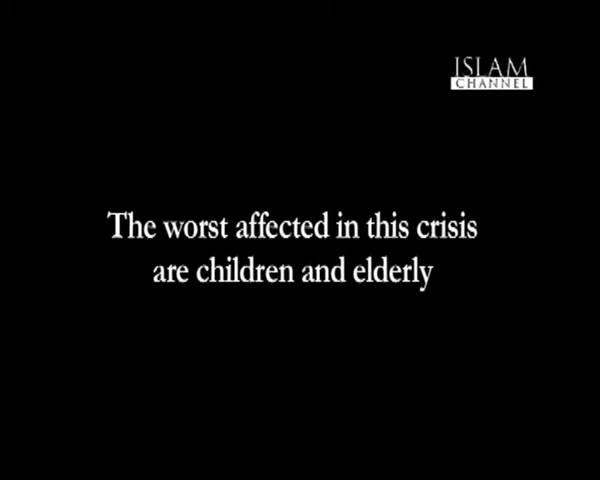 ISLAM
CHANNEL
The worst affected in this crisis
are children and elderly